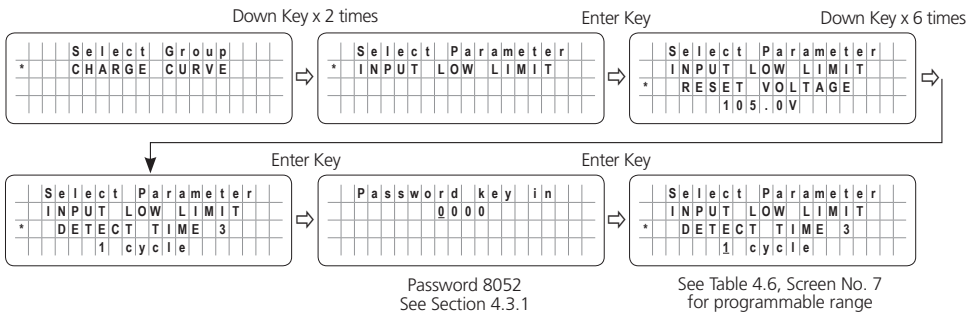 Down Key x 2 times
Enter Key
Down Key x 6 times
Select Group
* CHARGE CURVE
Select Parameter
* INPUT LOW LIMIT
Select Parameter
INPUT LOW LIMIT
* RESET VOLTAGE
105.0V
Enter Key
Enter Key
Select Parameter
INPUT LOW LIMIT
* DETECT TIME 3
1 cycle
Password key in
0000
Select Parameter
INPUT LOW LIMIT
* DETECT TIME 3
1 cycle
Password 8052
See Section 4.3.1
See Table 4.6, Screen No. 7
for programmable range